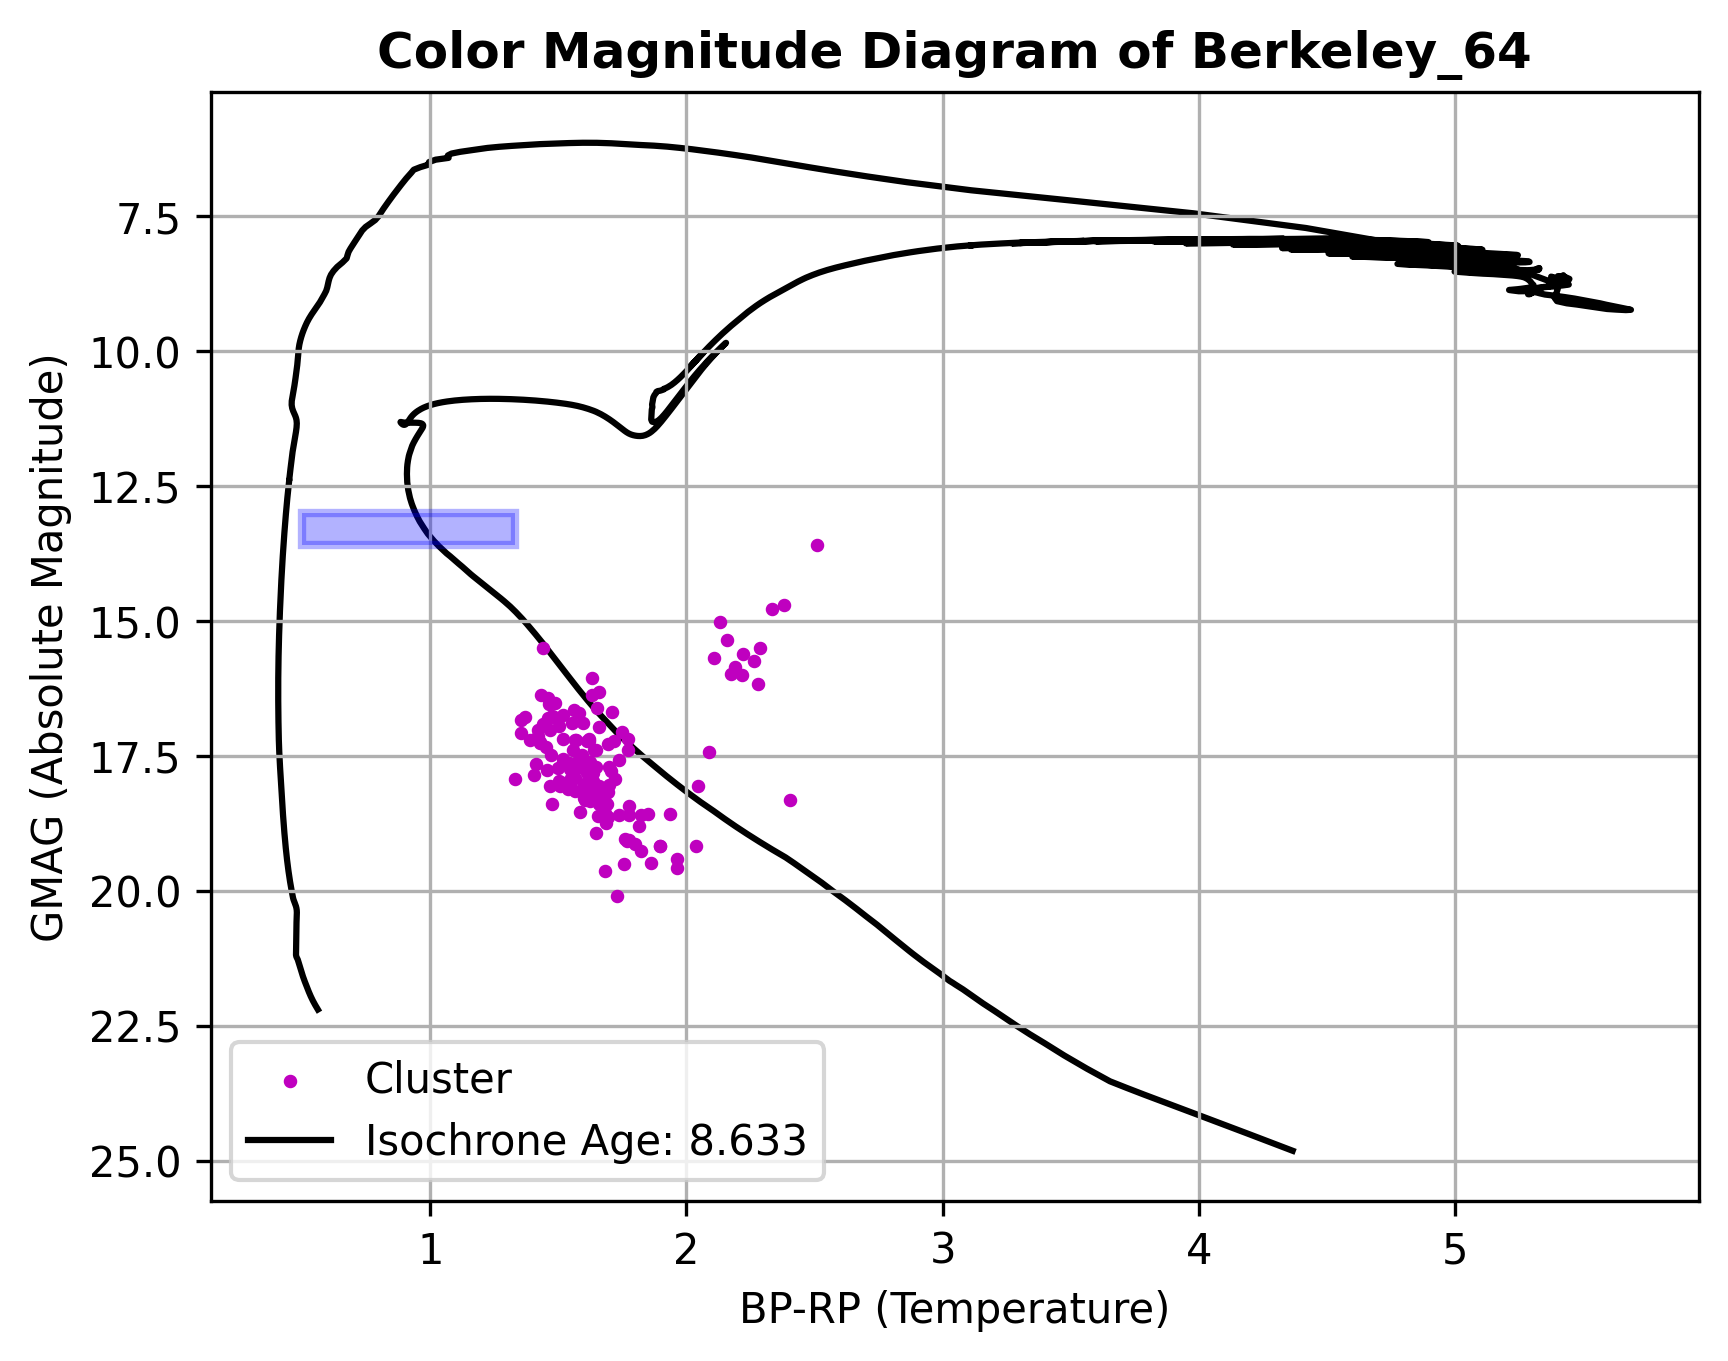 Color Magnitude Diagram of Berkeley_64
GMAG (Absolute Magnitude)
7.5
10.0
12.5
15.0
17.5
20.0
22.5
25.0
Cluster
Isochrone Age: 8.633
1 2 3 4 5
BP-RP (Temperature)